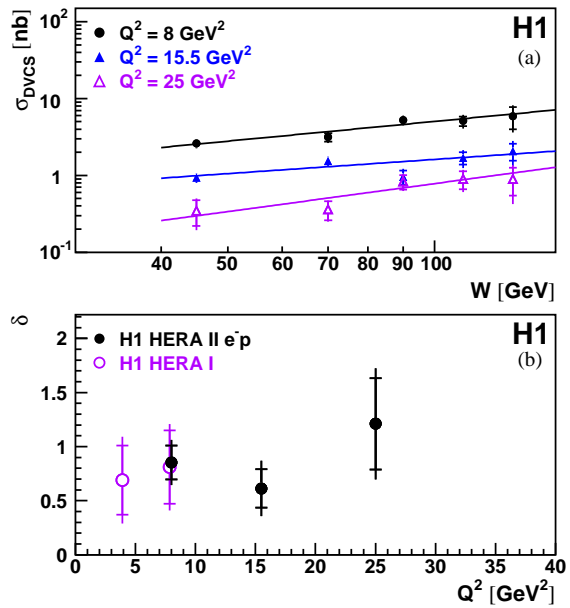 H1
(a)
Q² = 8 GeV²
Q² = 15.5 GeV²
Q² = 25 GeV²
σDVCS [nb]
10²
10
1
10⁻¹
40 50 60 70 80 90 100
W [GeV]
H1
(b)
H1 HERA II e⁻p
H1 HERA I
δ
2
1.5
1
0.5
0
0 5 10 15 20 25 30 35 40
Q² [GeV²]